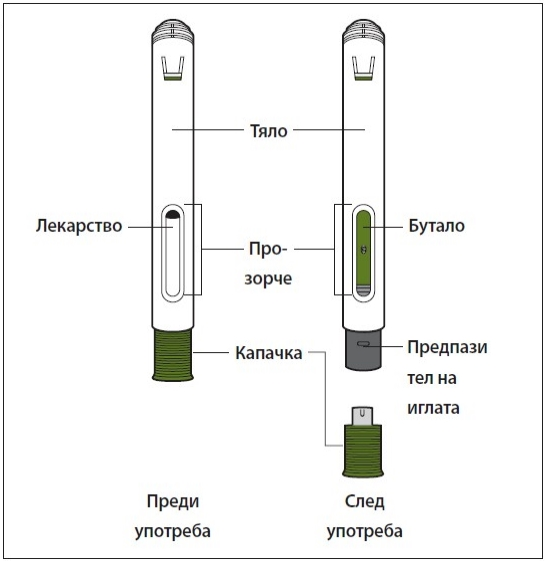 Тяло
Лекарство
Бутало
Про-
зорче
Капачка
Предпази
тел на
иглата
Преди
употреба
След
употреба